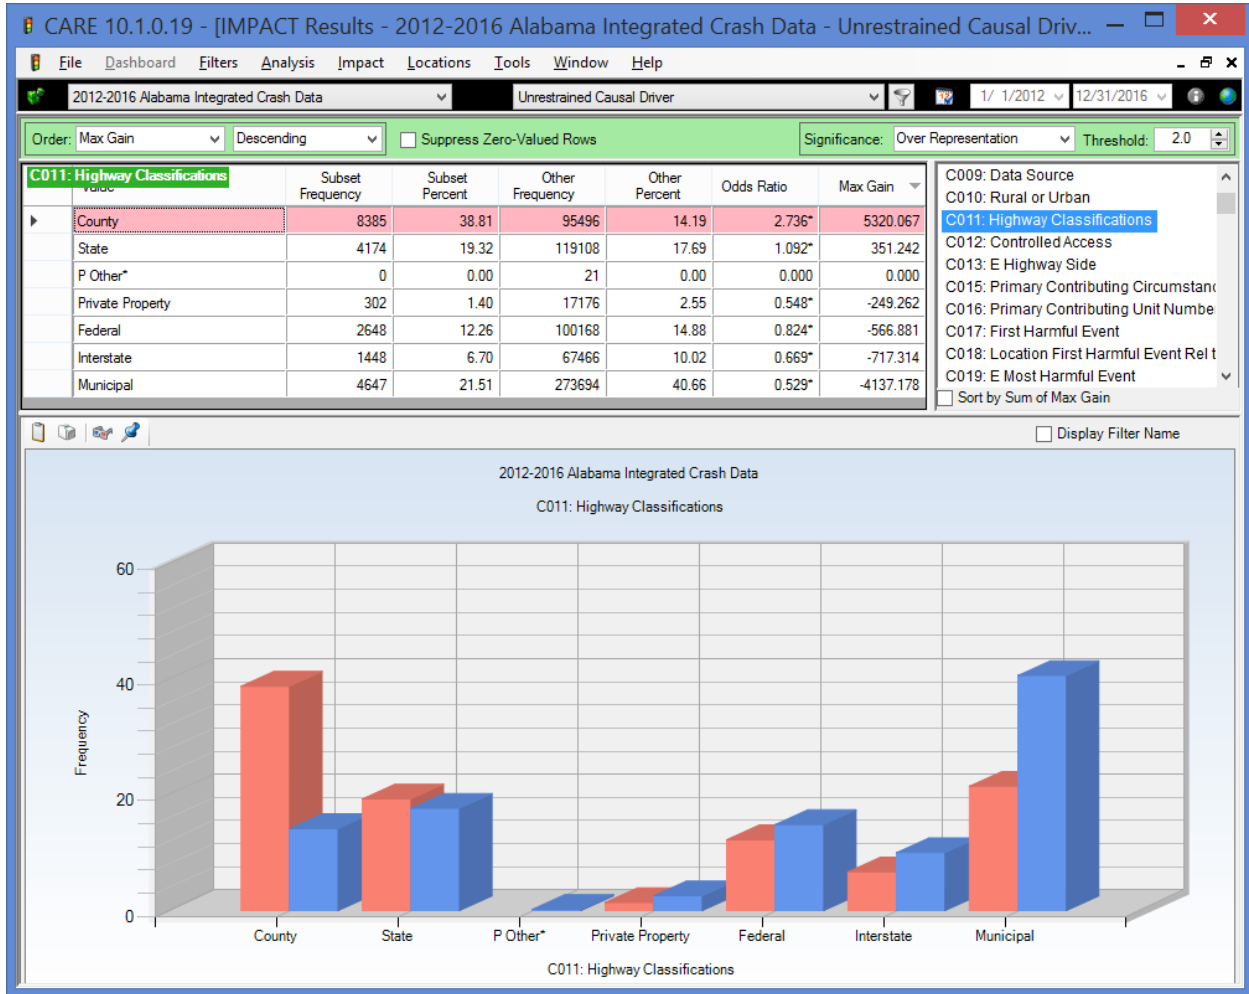 CARE 10.1.0.19 - [IMPACT Results - 2012-2016 Alabama Integrated Crash Data - Unrestrained Causal Driv...
File Dashboard Filters Analysis Impact Locations Tools Window Help
2012-2016 Alabama Integrated Crash Data Unrestrained Causal Driver 1/ 1/2012 12/31/2016
Order: Max Gain Descending Suppress Zero-Valued Rows Significance: Over Representation Threshold: 2.0
C011: Highway Classifications
Subset Frequency Subset Percent Other Frequency Other Percent Odds Ratio Max Gain
County 8385 38.81 95496 14.19 2.736* 5320.067
State 4174 19.32 119108 17.69 1.092* 351.242
P Other* 0 0.00 21 0.00 0.000 0.000
Private Property 302 1.40 17176 2.55 0.548* -249.262
Federal 2648 12.26 100168 14.88 0.824* -566.881
Interstate 1448 6.70 67466 10.02 0.669* -717.314
Municipal 4647 21.51 273694 40.66 0.529* -4137.178
C009: Data Source
C010: Rural or Urban
C011: Highway Classifications
C012: Controlled Access
C013: E Highway Side
C015: Primary Contributing Circumstanc
C016: Primary Contributing Unit Numbe
C017: First Harmful Event
C018: Location First Harmful Event Rel t
C019: E Most Harmful Event
Sort by Sum of Max Gain
Display Filter Name
2012-2016 Alabama Integrated Crash Data
C011: Highway Classifications
Frequency
60
40
20
0
County State P Other* Private Property Federal Interstate Municipal
C011: Highway Classifications